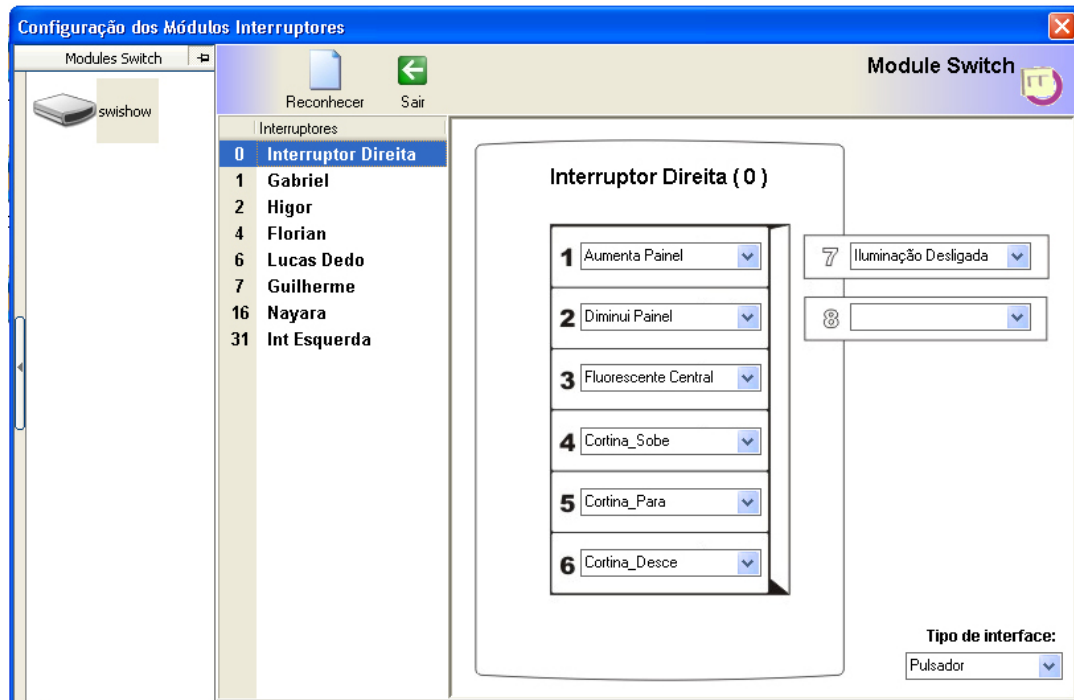 Configuração dos Módulos Interruptores
Modules Switch
swishow
Reconhecer
Sair
Module Switch
Interruptores
0 Interruptor Direita
1 Gabriel
2 Higor
4 Florian
6 Lucas Dedo
7 Guilherme
16 Nayara
31 Int Esquerda
Interruptor Direita ( 0 )
1 Aumenta Painel
2 Diminui Painel
3 Fluorescente Central
4 Cortina_Sobe
5 Cortina_Para
6 Cortina_Desce
7 Iluminação Desligada
8
Tipo de interface:
Pulsador